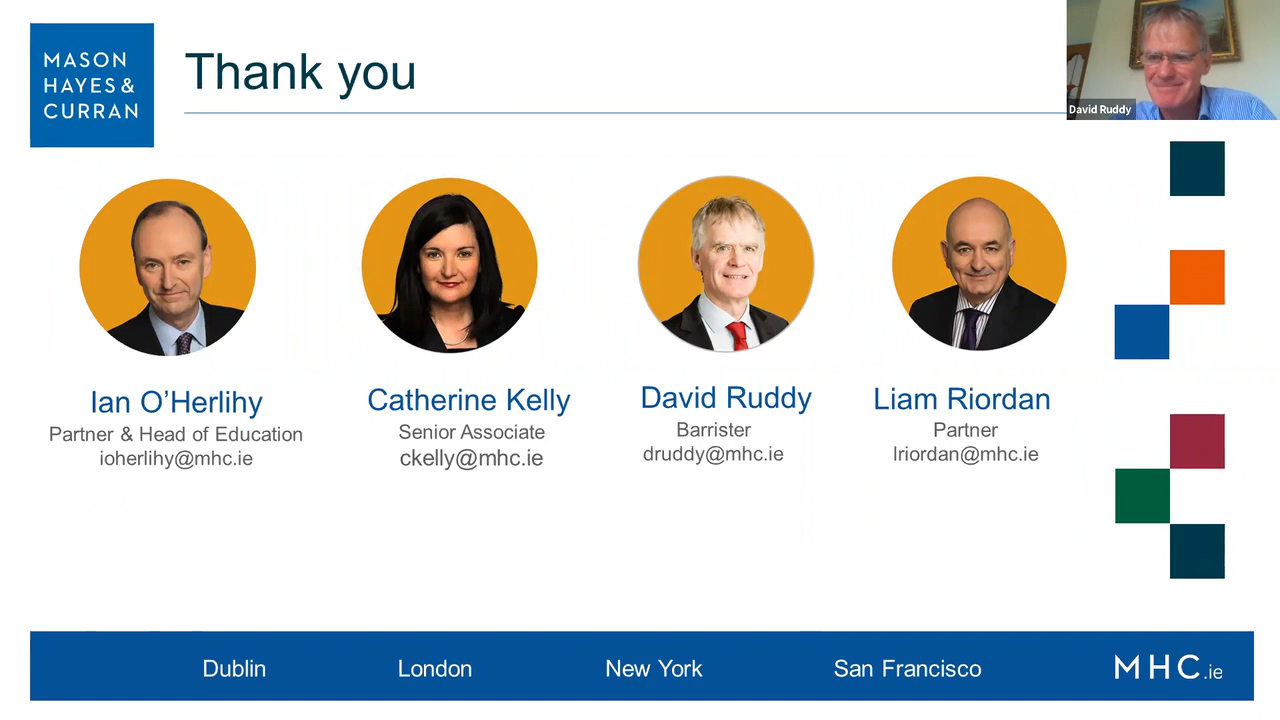 MASON
HAYES &
CURRAN
Thank you
David Ruddy
Ian O’Herlihy
Partner & Head of Education
ioherlihy@mhc.ie
Catherine Kelly
Senior Associate
ckelly@mhc.ie
David Ruddy
Barrister
druddy@mhc.ie
Liam Riordan
Partner
lriordan@mhc.ie
Dublin
London
New York
San Francisco
MHC.ie